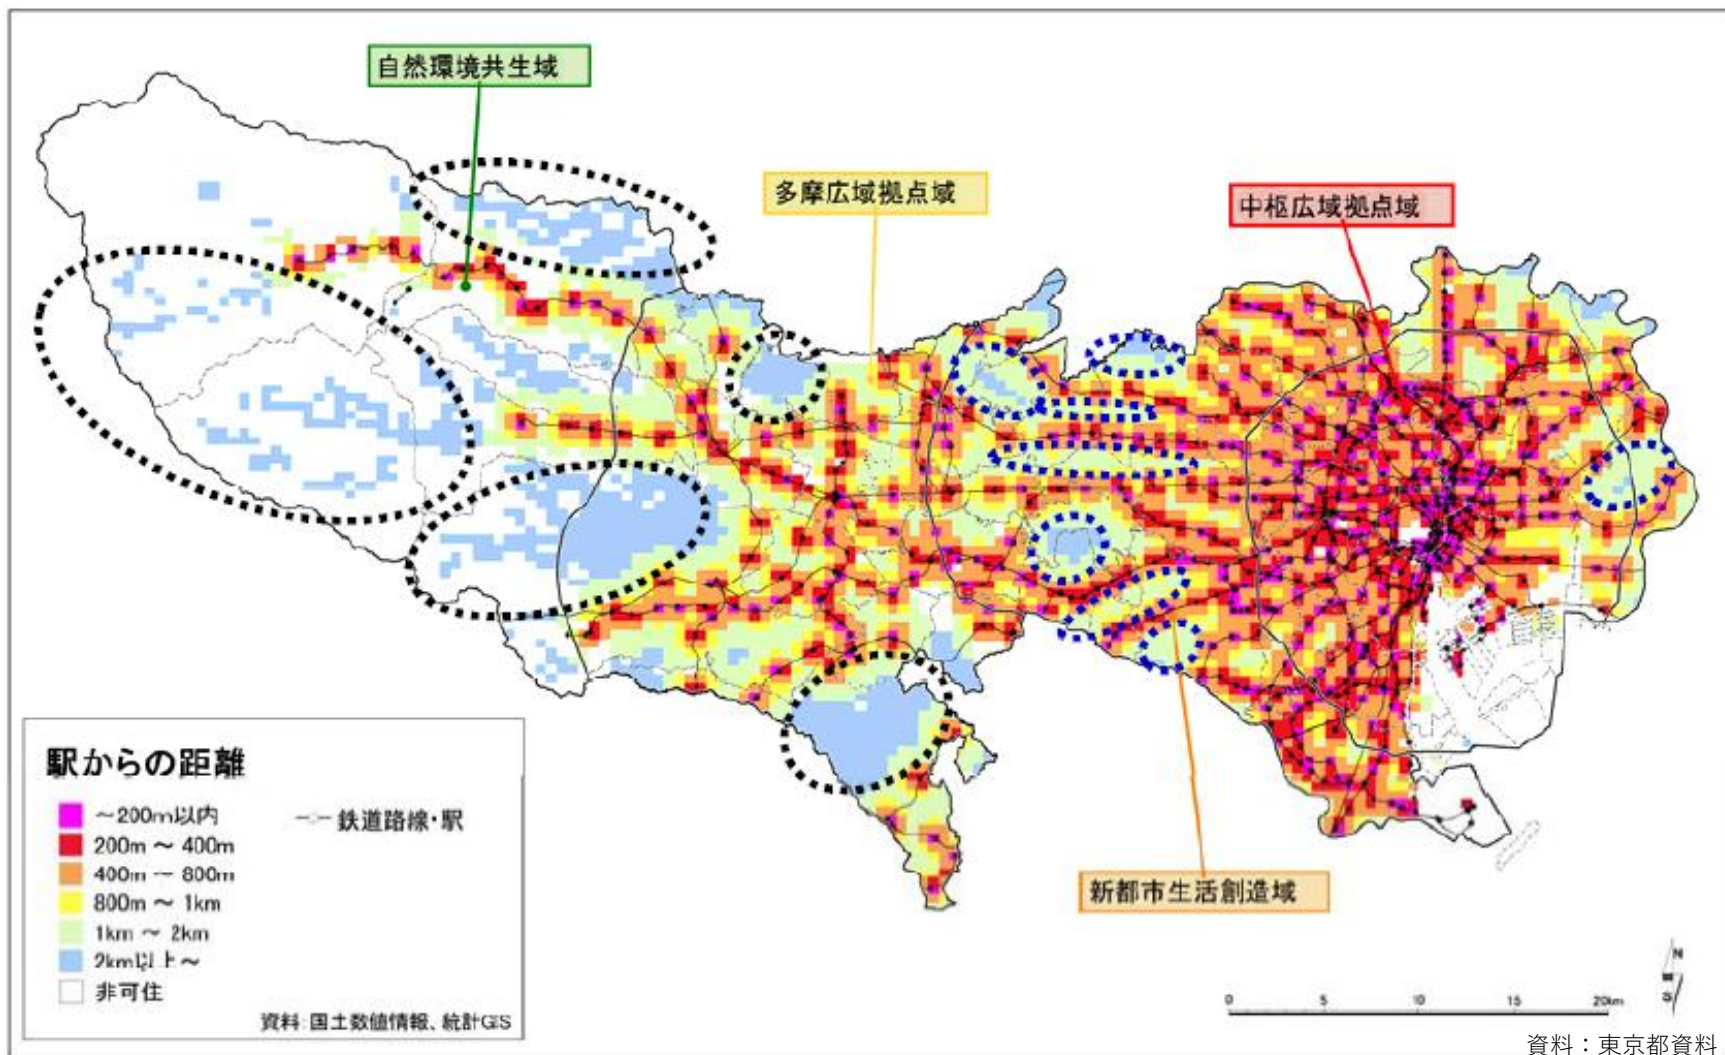 自然環境共生域
多摩広域拠点域
中枢広域拠点域
新都市生活創造域
駅からの距離
～200m以内
200m ～ 400m
400m ～ 800m
800m ～ 1km
1km ～ 2km
2km以上～
非可住
鉄道路線・駅
資料：国土数値情報、統計GIS
0 5 10 15 20km
N
資料：東京都資料